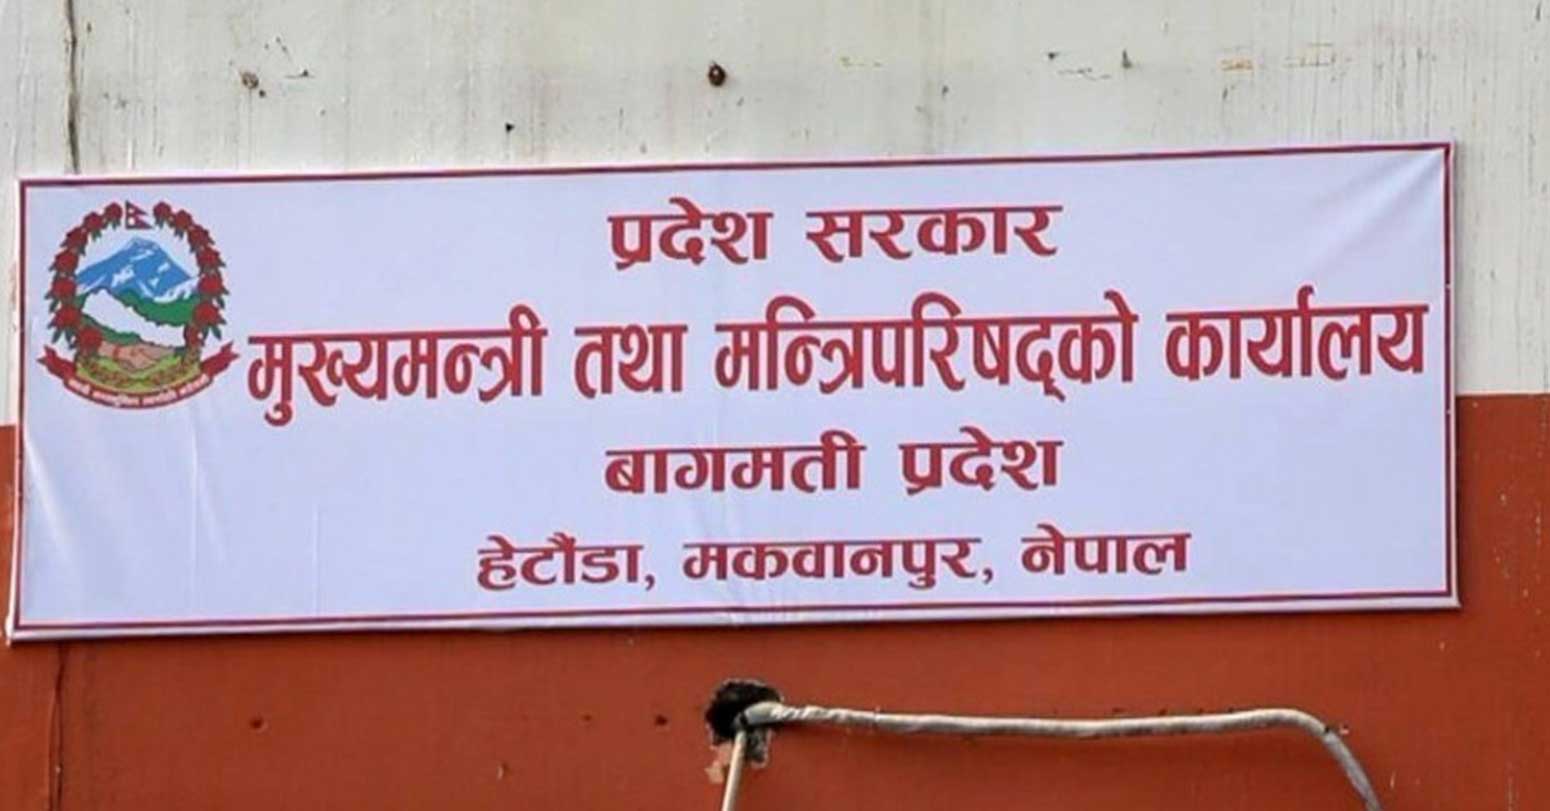 प्रदेश सरकार
मुख्यमन्त्री तथा मन्त्रिपरिषद्को कार्यालय
बागमती प्रदेश
हेटौंडा, मकवानपुर, नेपाल